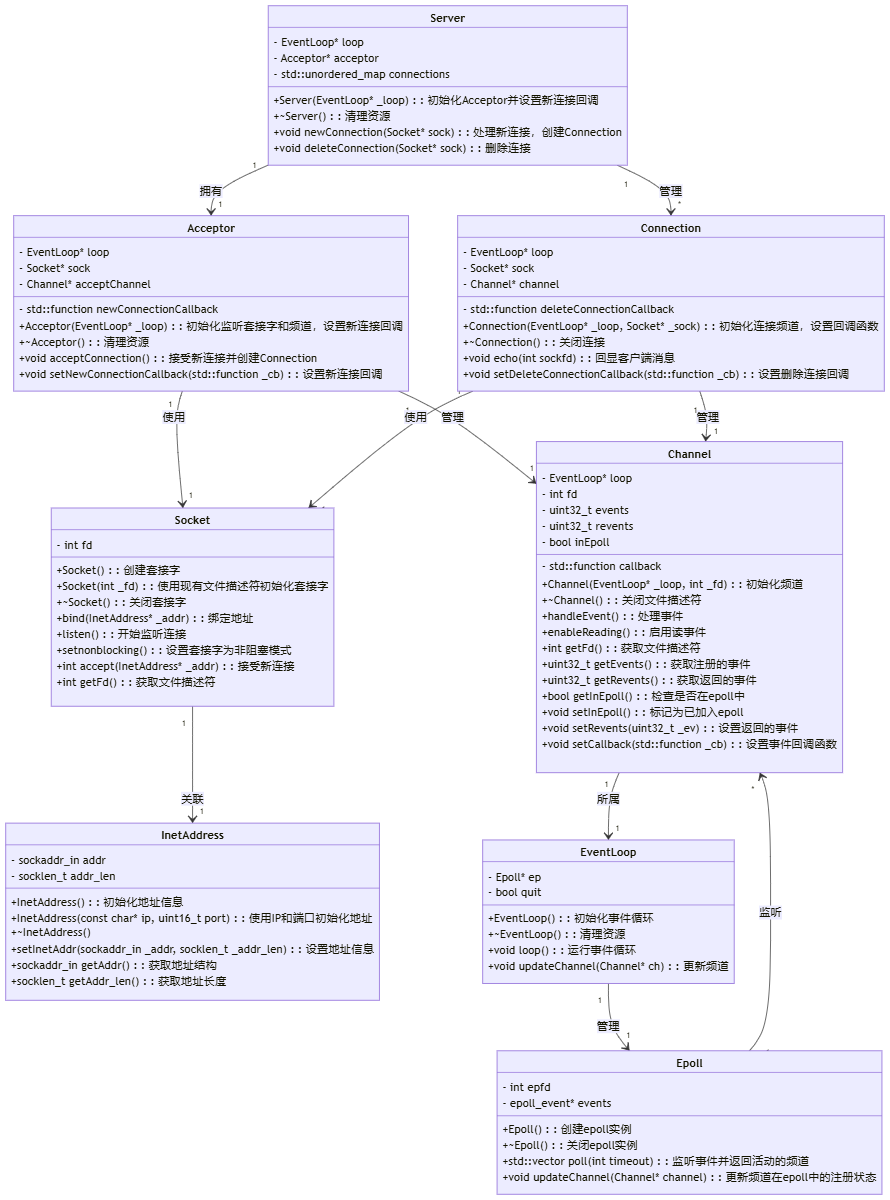 Server
- EventLoop* loop
- Acceptor* acceptor
- std::unordered_map connections
+Server(EventLoop* _loop) : : 初始化Acceptor并设置新连接回调
+~Server() : : 清理资源
+void newConnection(Socket* sock) : : 处理新连接，创建Connection
+void deleteConnection(Socket* sock) : : 删除连接
1
1
拥有
管理
1
*
Acceptor
- EventLoop* loop
- Socket* sock
- Channel* acceptChannel
- std::function newConnectionCallback
+Acceptor(EventLoop* _loop) : : 初始化监听套接字和频道，设置新连接回调
+~Acceptor() : : 清理资源
+void acceptConnection() : : 接受新连接并创建Connection
+void setNewConnectionCallback(std::function _cb) : : 设置新连接回调
Connection
- EventLoop* loop
- Socket* sock
- Channel* channel
- std::function deleteConnectionCallback
+Connection(EventLoop* _loop, Socket* _sock) : : 初始化连接频道，设置回调函数
+~Connection() : : 关闭连接
+void echo(int sockfd) : : 回显客户端消息
+void setDeleteConnectionCallback(std::function _cb) : : 设置删除连接回调
1
1
使用
使用
管理
管理
1
1
1
Socket
- int fd
+Socket() : : 创建套接字
+Socket(int _fd) : : 使用现有文件描述符初始化套接字
+~Socket() : : 关闭套接字
+bind(InetAddress* _addr) : : 绑定地址
+listen() : : 开始监听连接
+setnonblocking() : : 设置套接字为非阻塞模式
+int accept(InetAddress* _addr) : : 接受新连接
+int getFd() : : 获取文件描述符
Channel
- EventLoop* loop
- int fd
- uint32_t events
- uint32_t revents
- bool inEpoll
- std::function callback
+Channel(EventLoop* _loop, int _fd) : : 初始化频道
+~Channel() : : 关闭文件描述符
+handleEvent() : : 处理事件
+enableReading() : : 启用读事件
+int getFd() : : 获取文件描述符
+uint32_t getEvents() : : 获取注册的事件
+uint32_t getRevents() : : 获取返回的事件
+bool getInEpoll() : : 检查是否在epoll中
+void setInEpoll() : : 标记为已加入epoll
+void setRevents(uint32_t _ev) : : 设置返回的事件
+void setCallback(std::function _cb) : : 设置事件回调函数
1
关联
1
1
所属
1
*
InetAddress
- sockaddr_in addr
- socklen_t addr_len
+InetAddress() : : 初始化地址信息
+InetAddress(const char* ip, uint16_t port) : : 使用IP和端口初始化地址
+~InetAddress()
+setInetAddr(sockaddr_in _addr, socklen_t _addr_len) : : 设置地址信息
+sockaddr_in getAddr() : : 获取地址结构
+socklen_t getAddr_len() : : 获取地址长度
EventLoop
- Epoll* ep
- bool quit
+EventLoop() : : 初始化事件循环
+~EventLoop() : : 清理资源
+void loop() : : 运行事件循环
+void updateChannel(Channel* ch) : : 更新频道
监听
1
管理
1
Epoll
- int epfd
- epoll_event* events
+Epoll() : : 创建epoll实例
+~Epoll() : : 关闭epoll实例
+std::vector poll(int timeout) : : 监听事件并返回活动的频道
+void updateChannel(Channel* channel) : : 更新频道在epoll中的注册状态